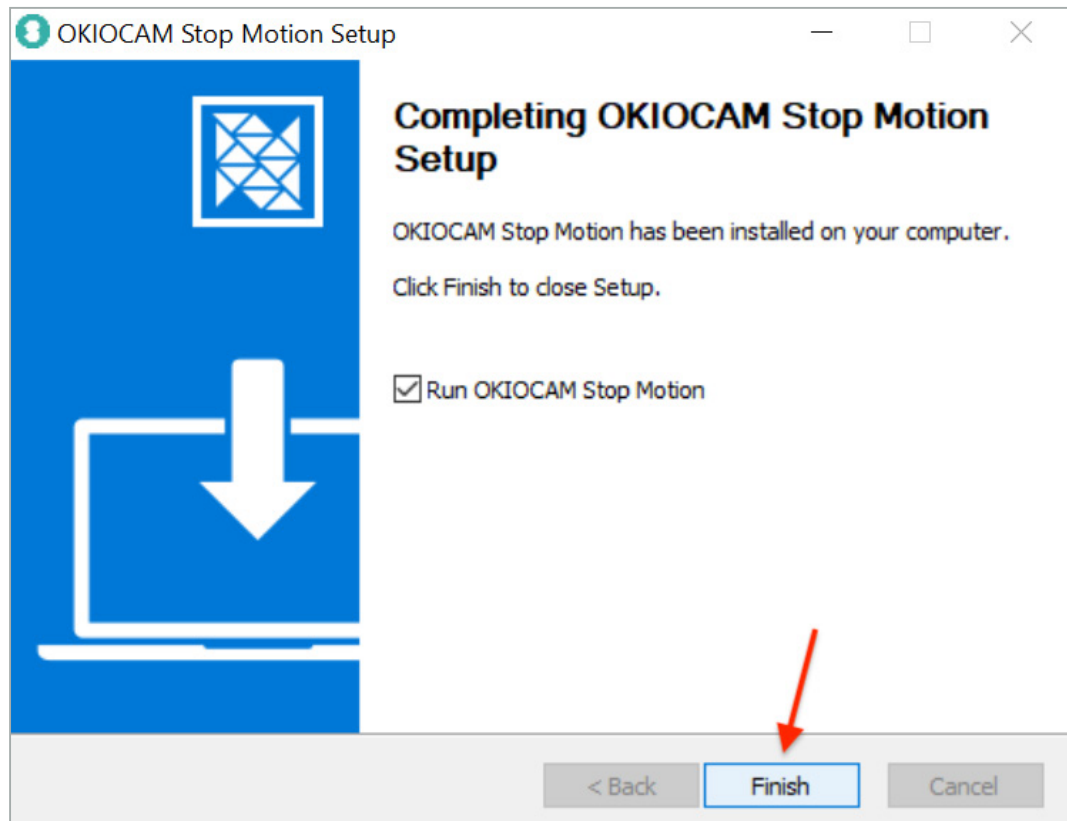 OKIOCAM Stop Motion Setup
Completing OKIOCAM Stop Motion
Setup
OKIOCAM Stop Motion has been installed on your computer.
Click Finish to close Setup.
Run OKIOCAM Stop Motion
< Back Finish Cancel